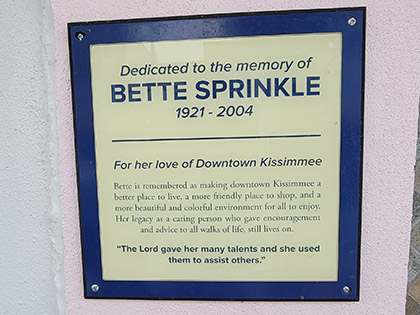 Dedicated to the memory of
BETTE SPRINKLE
1921 - 2004
For her love of Downtown Kissimmee
Bette is remembered as making downtown Kissimmee a
better place to live, a more friendly place to shop, and a
more beautiful and colorful environment for all to enjoy.
Her legacy as a caring person who gave encouragement
and advice to all walks of life, still lives on.
"The Lord gave her many talents and she used
them to assist others."